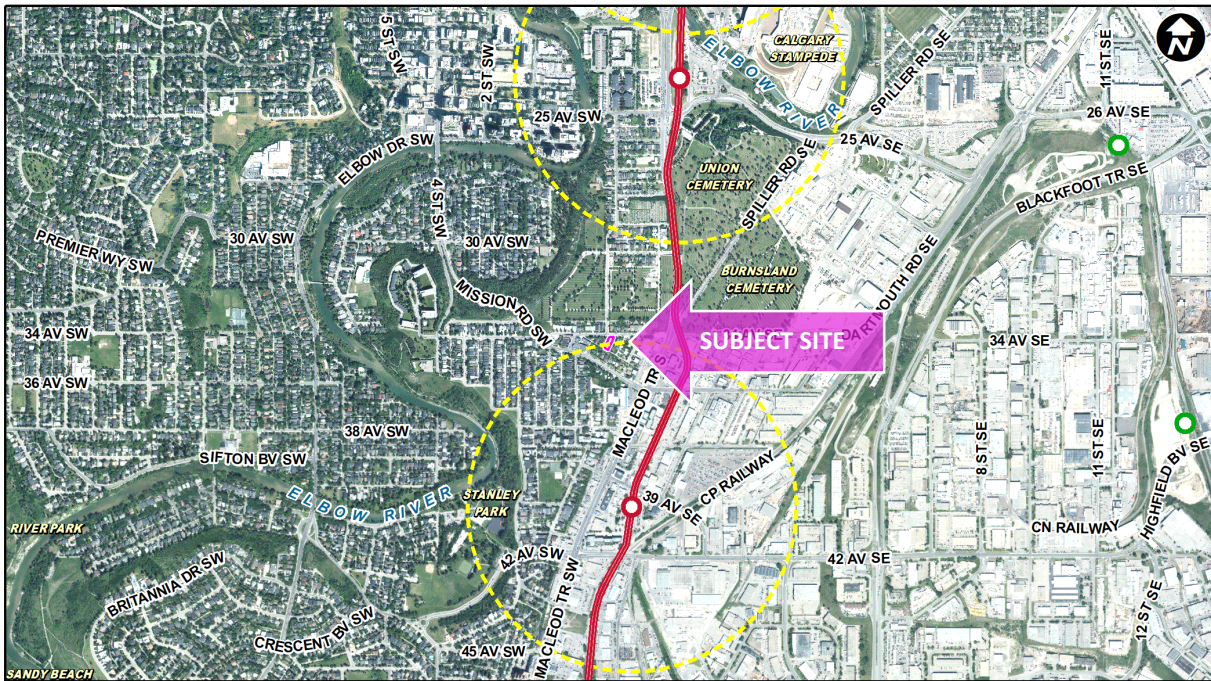 N
5 ST SW
2 ST SW
ELBOW RIVER
CALGARY
STAMPEDE
SPILLER RD SE
11 ST SE
26 AV SE
25 AV SW
25 AV SE
ELBOW DR SW
UNION
CEMETERY
SPILLER RD SE
BLACKFOOT TR SE
4 ST SW
PREMIER WY SW
30 AV SW
30 AV SW
BURNSLAND
CEMETERY
DARTMOUTH RD SE
MISSION RD SW
34 AV SW
SUBJECT SITE
34 AV SE
36 AV SW
MACLEOD TR S
38 AV SW
SIFTON BV SW
8 ST SE
11 ST SE
HIGHFIELD BV SE
CP RAILWAY
ELBOW RIVER
STANLEY
PARK
39 AV SE
RIVER PARK
CN RAILWAY
42 AV SW
42 AV SE
BRITANNIA DR SW
CRESCENT BV SW
MACLEOD TR SW
12 ST SE
45 AV SW
SANDY BEACH